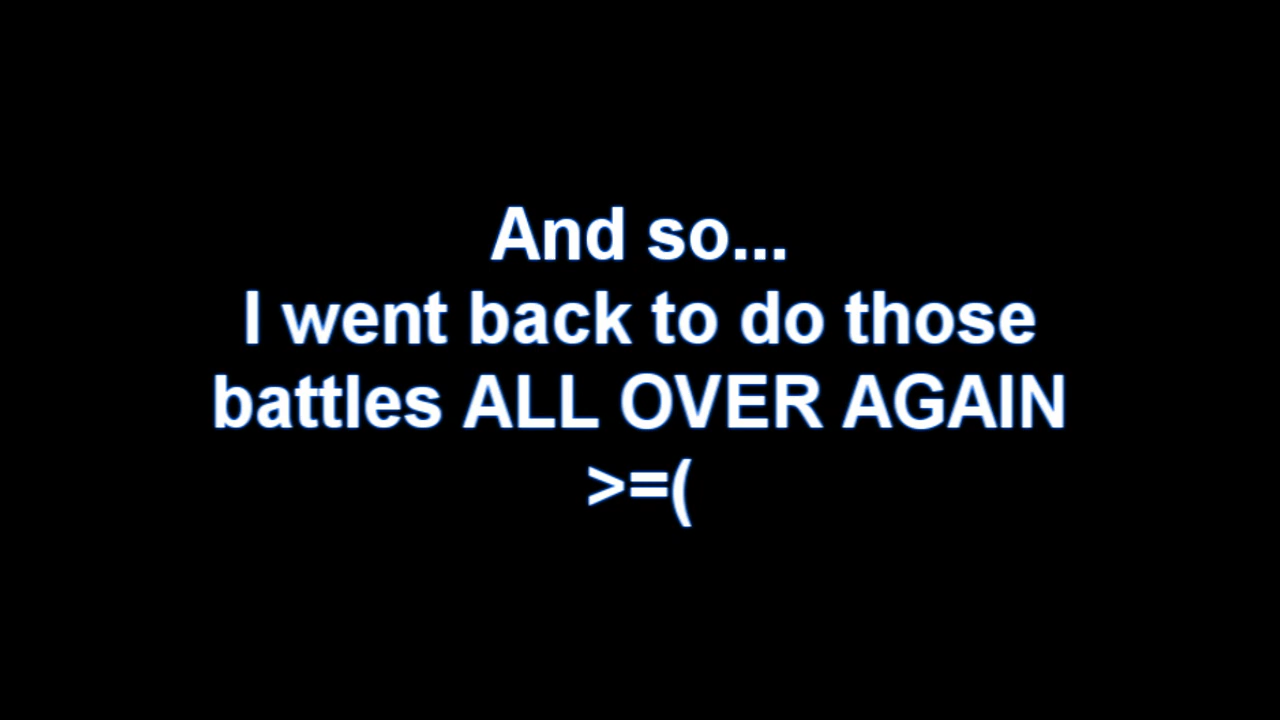 And so...
I went back to do those
battles ALL OVER AGAIN
>=(